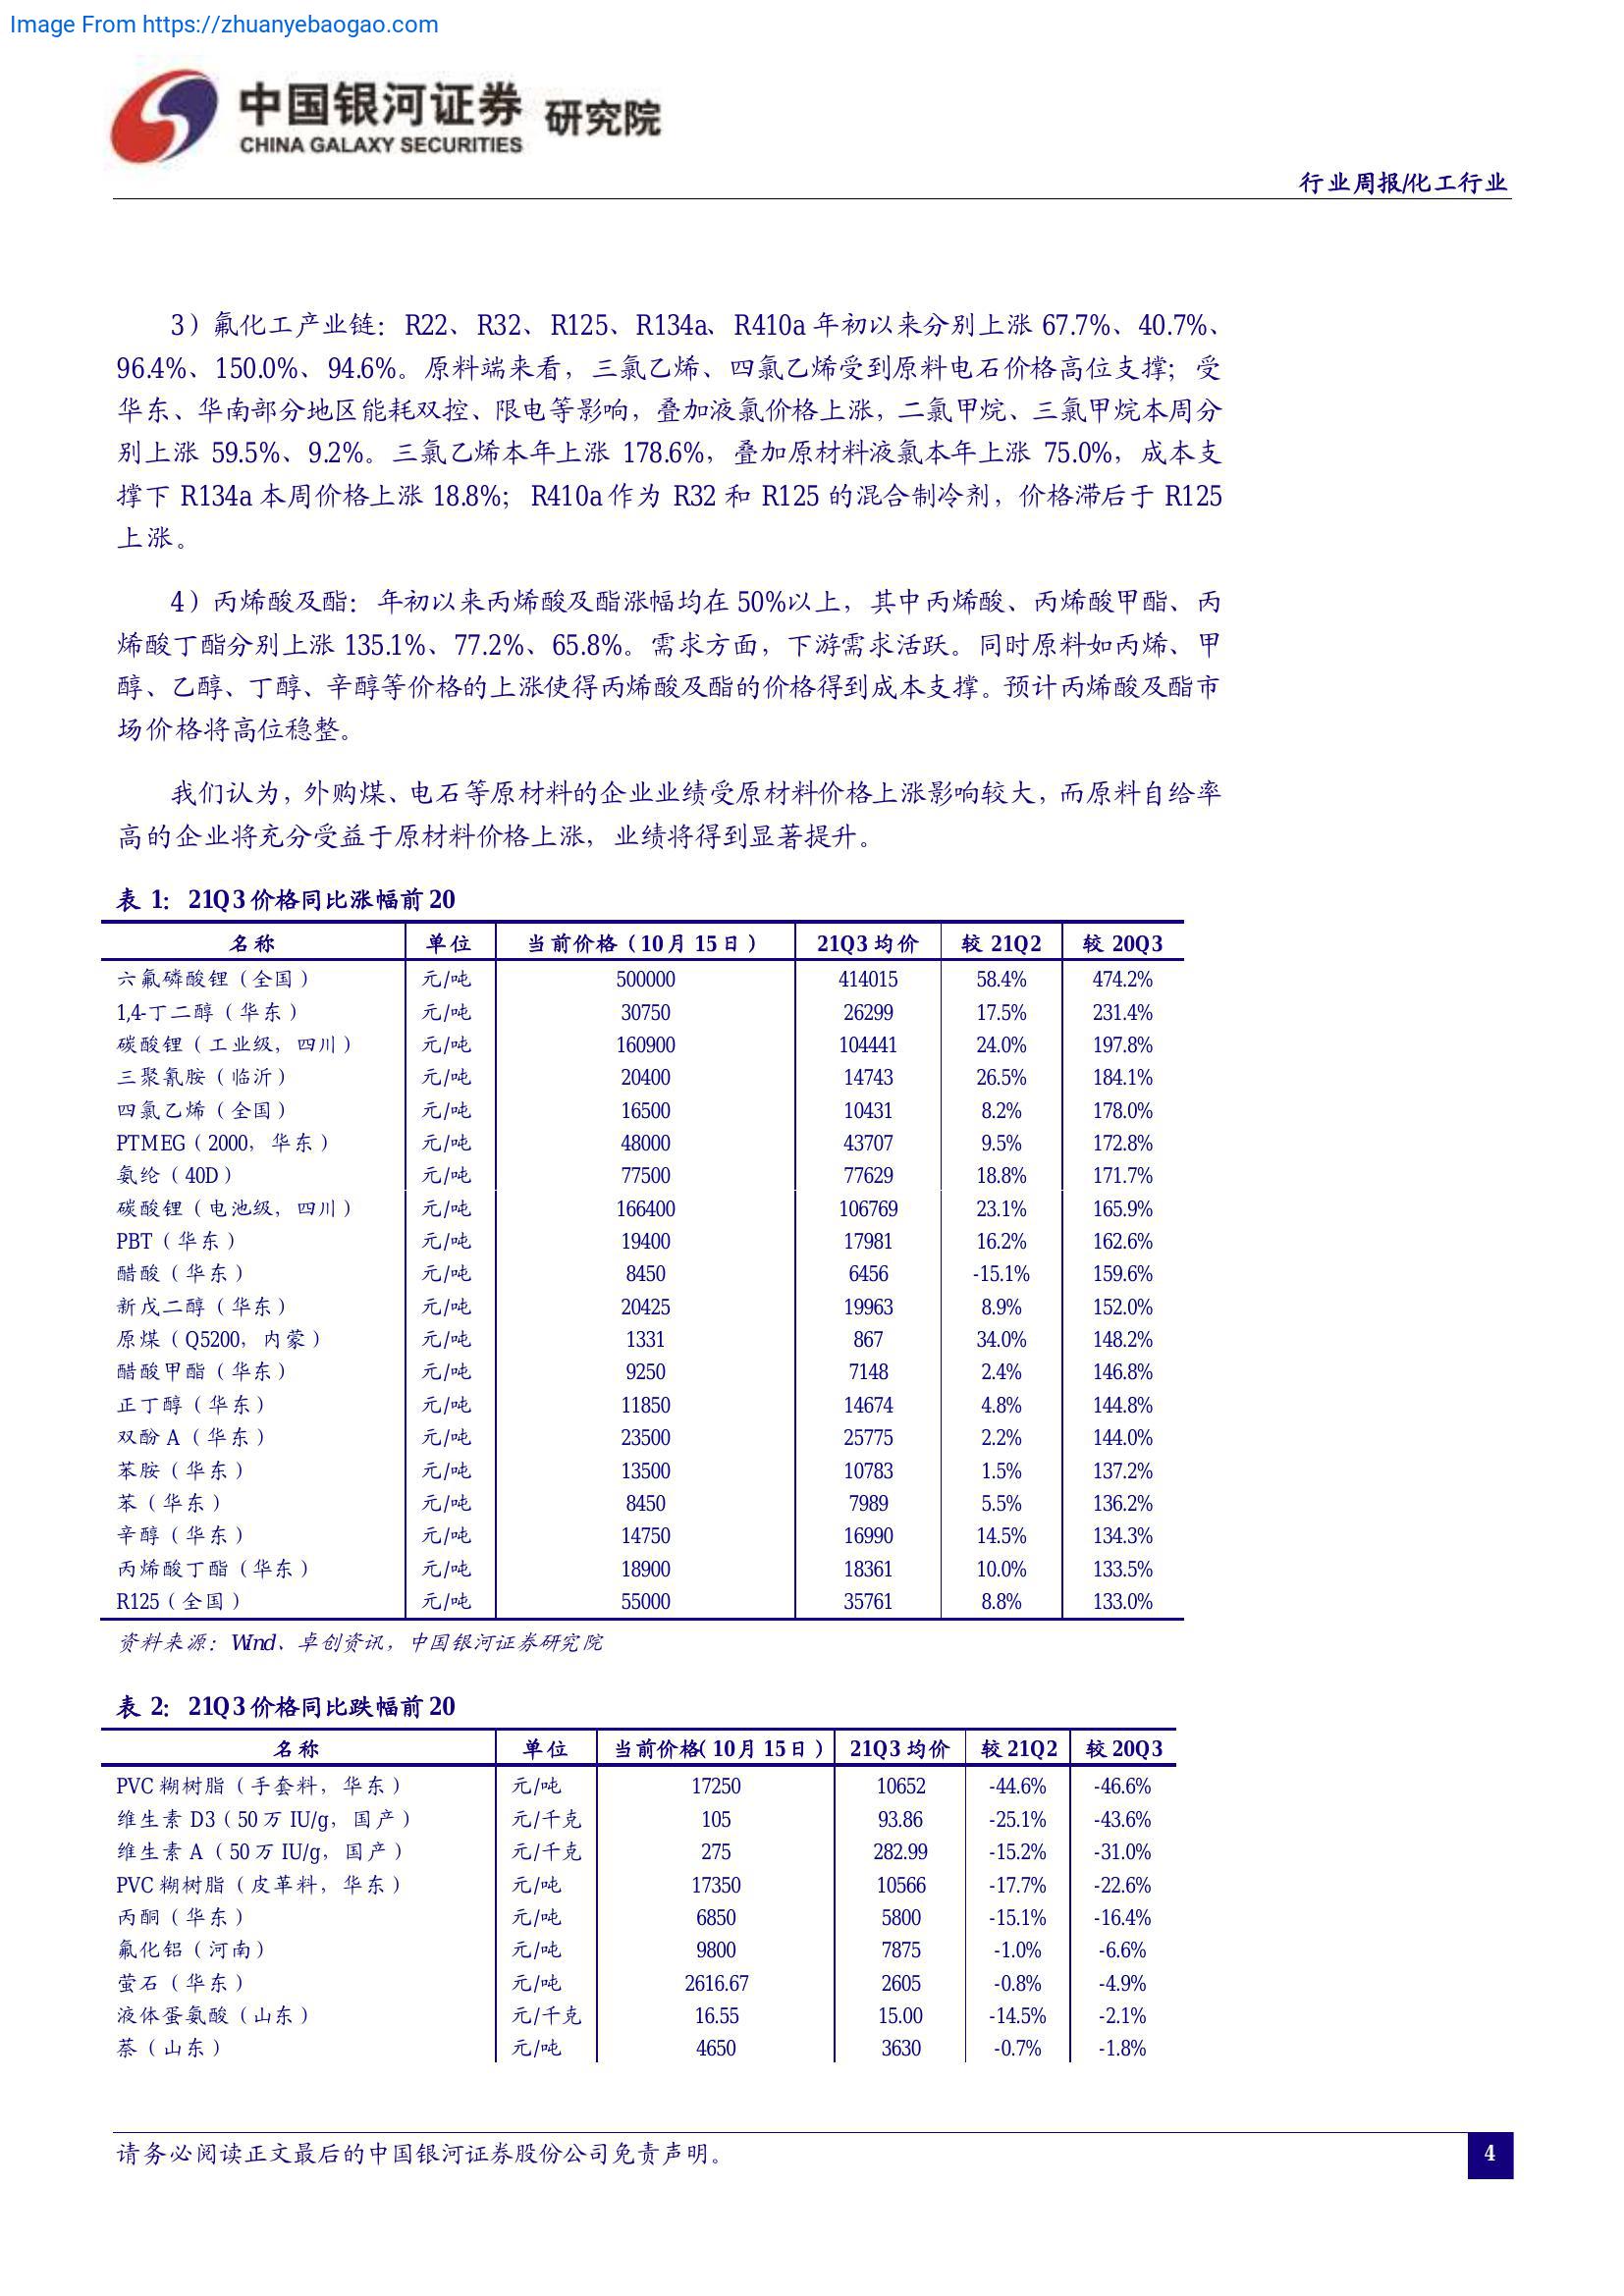 Image From https://zhuanyebaogao.com
中国银河证券 研究院
CHINA GALAXY SECURITIES
行业周报/化工行业
3）氟化工产业链：R22、R32、R125、R134a、R410a 年初以来分别上涨 67.7%、40.7%、
96.4%、150.0%、94.6%。原料端来看，三氯乙烯、四氯乙烯受到原料电石价格高位支撑；受
华东、华南部分地区能耗双控、限电等影响，叠加液氯价格上涨，二氯甲烷、三氯甲烷本周分
别上涨 59.5%、9.2%。三氯乙烯本年上涨 178.6%，叠加原材料液氯本年上涨 75.0%，成本支
撑下 R134a 本周价格上涨 18.8%；R410a 作为 R32 和 R125 的混合制冷剂，价格滞后于 R125
上涨。
4）丙烯酸及酯：年初以来丙烯酸及酯涨幅均在 50%以上，其中丙烯酸、丙烯酸甲酯、丙
烯酸丁酯分别上涨 135.1%、77.2%、65.8%。需求方面，下游需求活跃。同时原料如丙烯、甲
醇、乙醇、丁醇、辛醇等价格的上涨使得丙烯酸及酯的价格得到成本支撑。预计丙烯酸及酯市
场价格将高位稳整。
我们认为，外购煤、电石等原材料的企业业绩受原材料价格上涨影响较大，而原料自给率
高的企业将充分受益于原材料价格上涨，业绩将得到显著提升。
表 1：21Q3 价格同比涨幅前 20
名称 单位 当前价格（10 月 15 日） 21Q3 均价 较 21Q2 较 20Q3
六氟磷酸锂（全国） 元/吨 500000 414015 58.4% 474.2%
1,4-丁二醇（华东） 元/吨 30750 26299 17.5% 231.4%
碳酸锂（工业级，四川） 元/吨 160900 104441 24.0% 197.8%
三聚氰胺（临沂） 元/吨 20400 14743 26.5% 184.1%
四氯乙烯（全国） 元/吨 16500 10431 8.2% 178.0%
PTMEG（2000，华东） 元/吨 48000 43707 9.5% 172.8%
氨纶（40D） 元/吨 77500 77629 18.8% 171.7%
碳酸锂（电池级，四川） 元/吨 166400 106769 23.1% 165.9%
PBT（华东） 元/吨 19400 17981 16.2% 162.6%
醋酸（华东） 元/吨 8450 6456 -15.1% 159.6%
新戊二醇（华东） 元/吨 20425 19963 8.9% 152.0%
原煤（Q5200，内蒙） 元/吨 1331 867 34.0% 148.2%
醋酸甲酯（华东） 元/吨 9250 7148 2.4% 146.8%
正丁醇（华东） 元/吨 11850 14674 4.8% 144.8%
双酚 A（华东） 元/吨 23500 25775 2.2% 144.0%
苯胺（华东） 元/吨 13500 10783 1.5% 137.2%
苯（华东） 元/吨 8450 7989 5.5% 136.2%
辛醇（华东） 元/吨 14750 16990 14.5% 134.3%
丙烯酸丁酯（华东） 元/吨 18900 18361 10.0% 133.5%
R125（全国） 元/吨 55000 35761 8.8% 133.0%
资料来源：Wind、卓创资讯，中国银河证券研究院
表 2：21Q3 价格同比跌幅前 20
名称 单位 当前价格（10 月 15 日） 21Q3 均价 较 21Q2 较 20Q3
PVC 糊树脂（手套料，华东） 元/吨 17250 10652 -44.6% -46.6%
维生素 D3（50 万 IU/g，国产） 元/千克 105 93.86 -25.1% -43.6%
维生素 A（50 万 IU/g，国产） 元/千克 275 282.99 -15.2% -31.0%
PVC 糊树脂（皮革料，华东） 元/吨 17350 10566 -17.7% -22.6%
丙酮（华东） 元/吨 6850 5800 -15.1% -16.4%
氟化铝（河南） 元/吨 9800 7875 -1.0% -6.6%
萤石（华东） 元/吨 2616.67 2605 -0.8% -4.9%
液体蛋氨酸（山东） 元/千克 16.55 15.00 -14.5% -2.1%
萘（山东） 元/吨 4650 3630 -0.7% -1.8%
请务必阅读正文最后的中国银河证券股份公司免责声明。
4